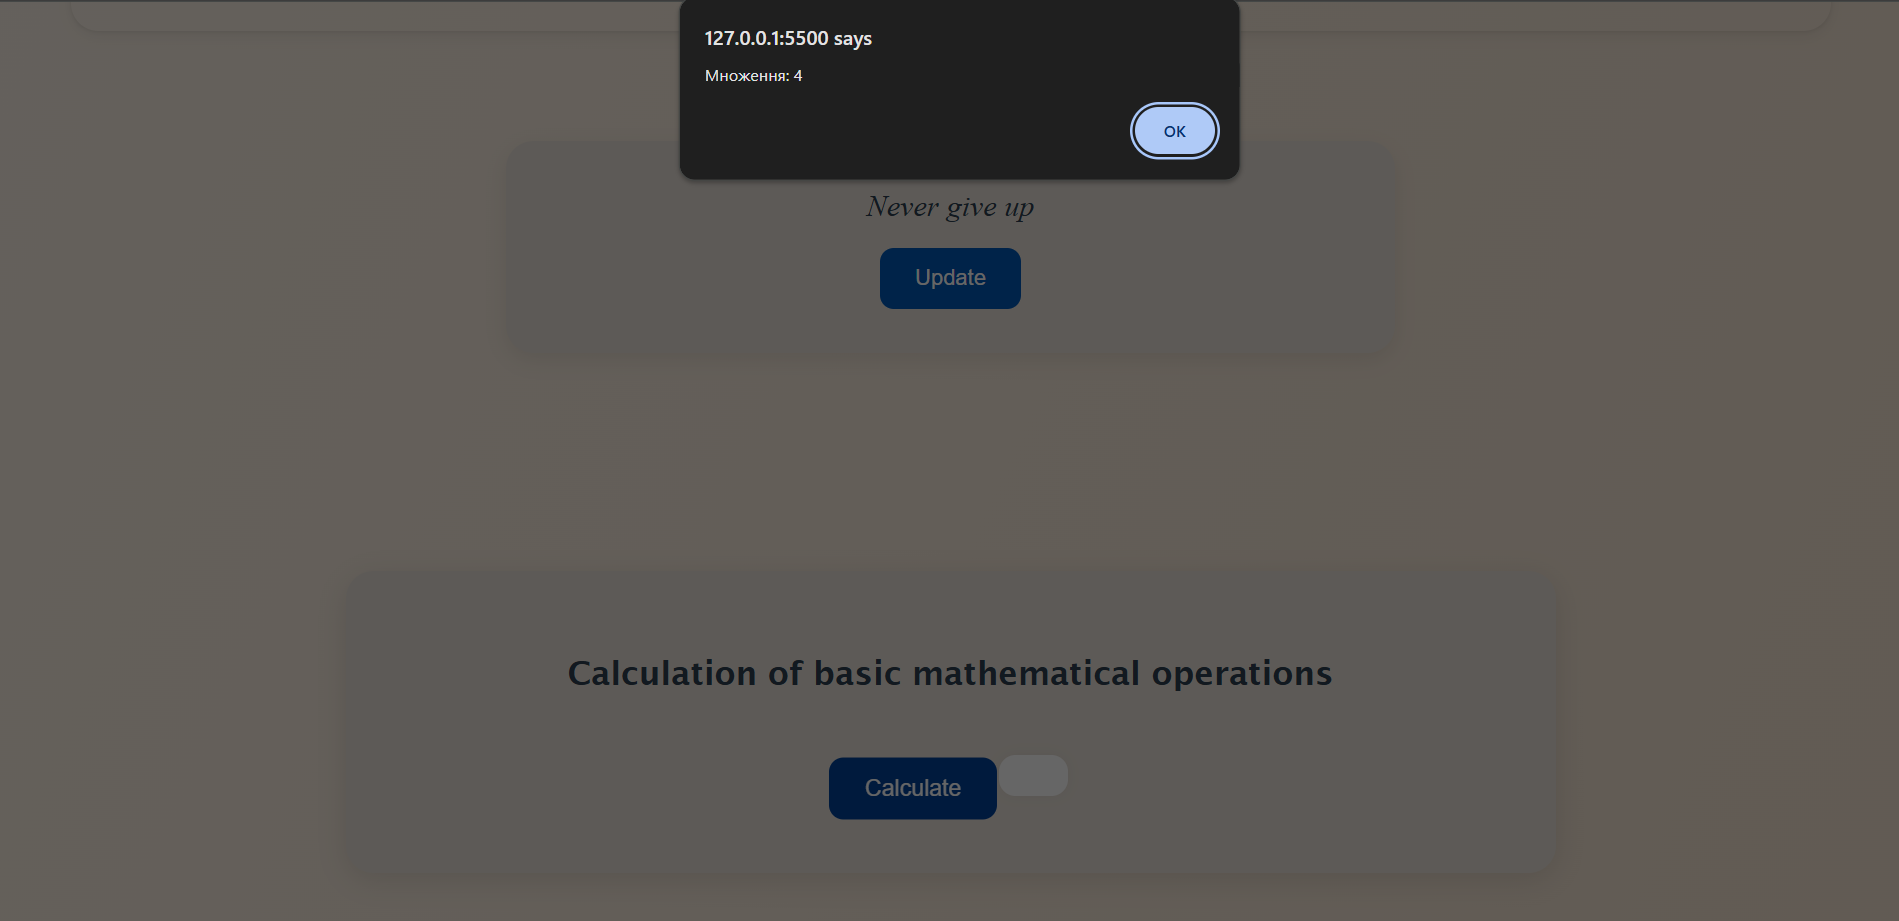 127.0.0.1:5500 says
Множення: 4
OK
Never give up
Update
Calculation of basic mathematical operations
Calculate